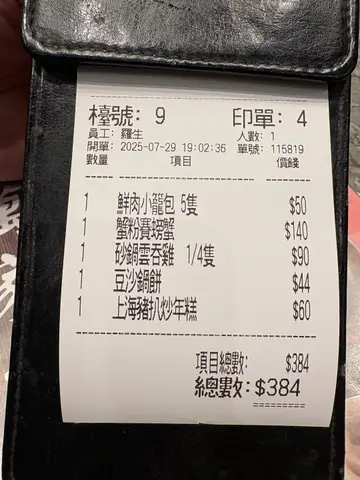 檯號: 9 印單: 4
員工: 羅生 人數: 1
開單: 2025-07-29 19:02:36 單號: 115819
數量 項目 價錢
1 鮮肉小籠包 5隻 $50
1 蟹粉賽螃蟹 $140
1 砂鍋雲吞雞 1/4隻 $90
1 豆沙鍋餅 $44
1 上海豬扒炒年糕 $60
項目總數: $384
總數: $384